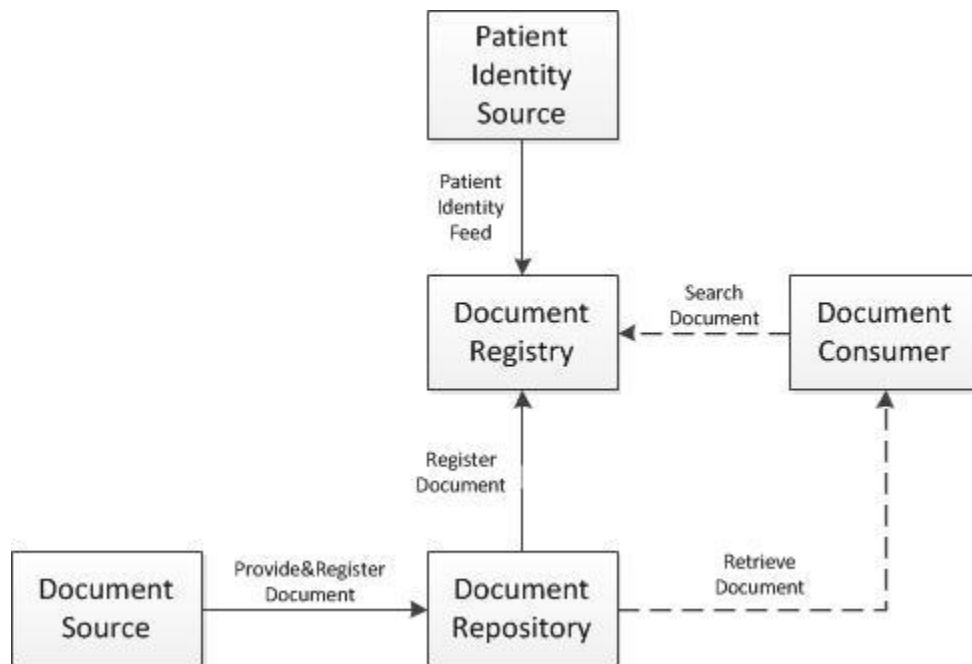 Patient
Identity
Source
Patient
Identity
Feed
Document
Registry
Search
Document
Document
Consumer
Register
Document
Document
Source
Provide&Register
Document
Document
Repository
Retrieve
Document